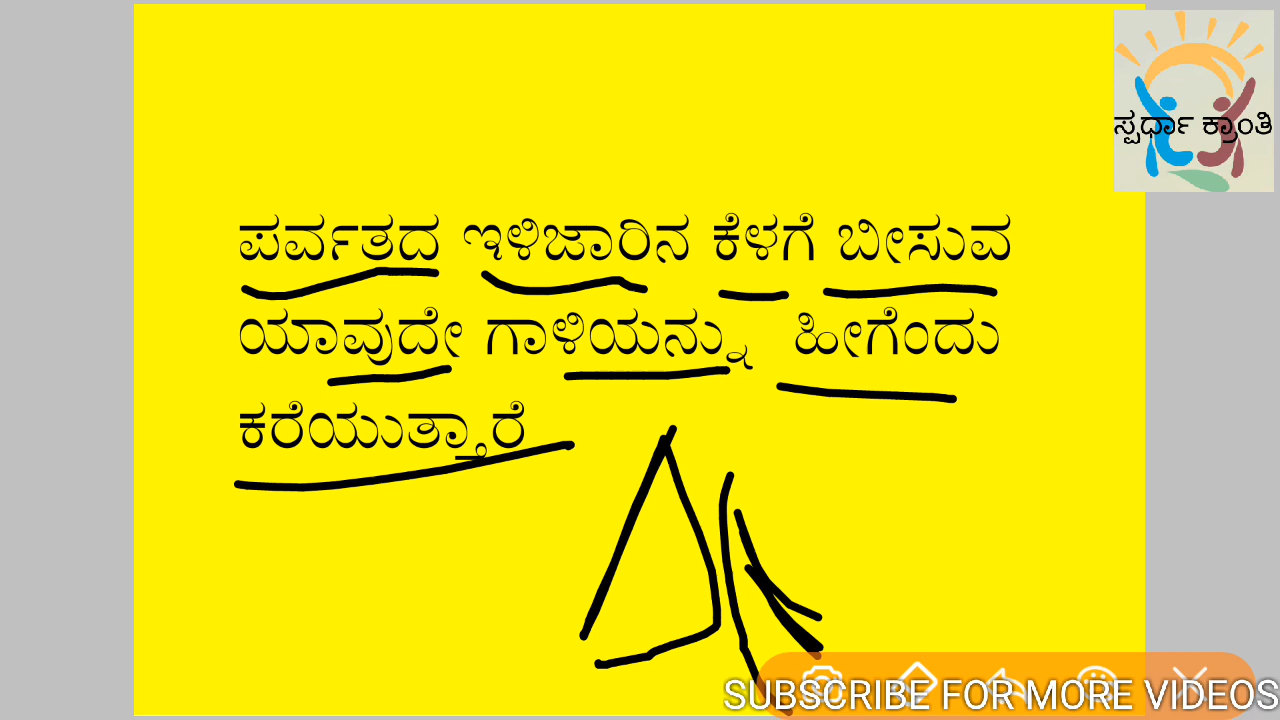 ಸ್ಪರ್ಧಾ ಕ್ರಾಂತಿ
ಪರ್ವತದ ಇಳಿಜಾರಿನ ಕೆಳಗೆ ಬೀಸುವ
ಯಾವುದೇ ಗಾಳಿಯನ್ನು ಹೀಗೆಂದು
ಕರೆಯುತ್ತಾರೆ
SUBSCRIBE FOR MORE VIDEOS